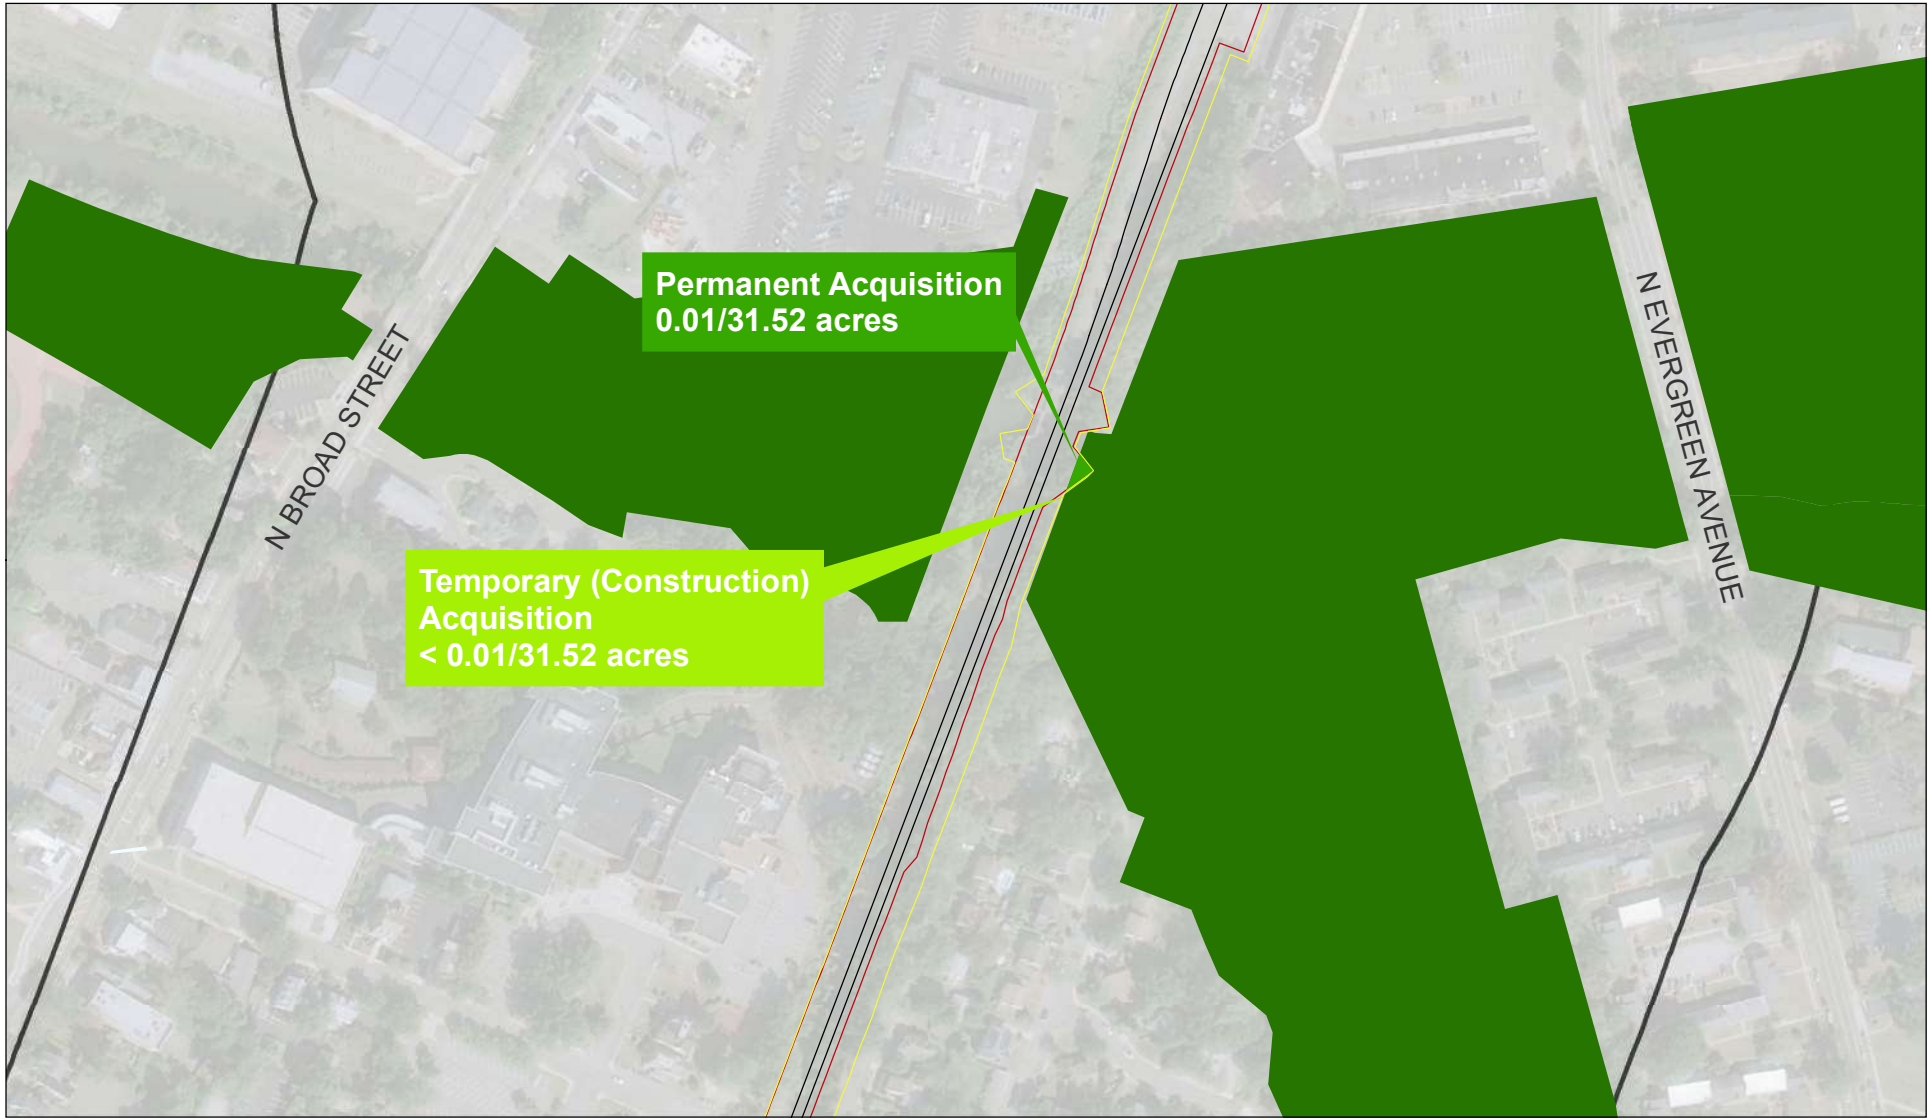 Permanent Acquisition
0.01/31.52 acres
N EVERGREEN AVENUE
N BROAD STREET
Temporary (Construction)
Acquisition
< 0.01/31.52 acres